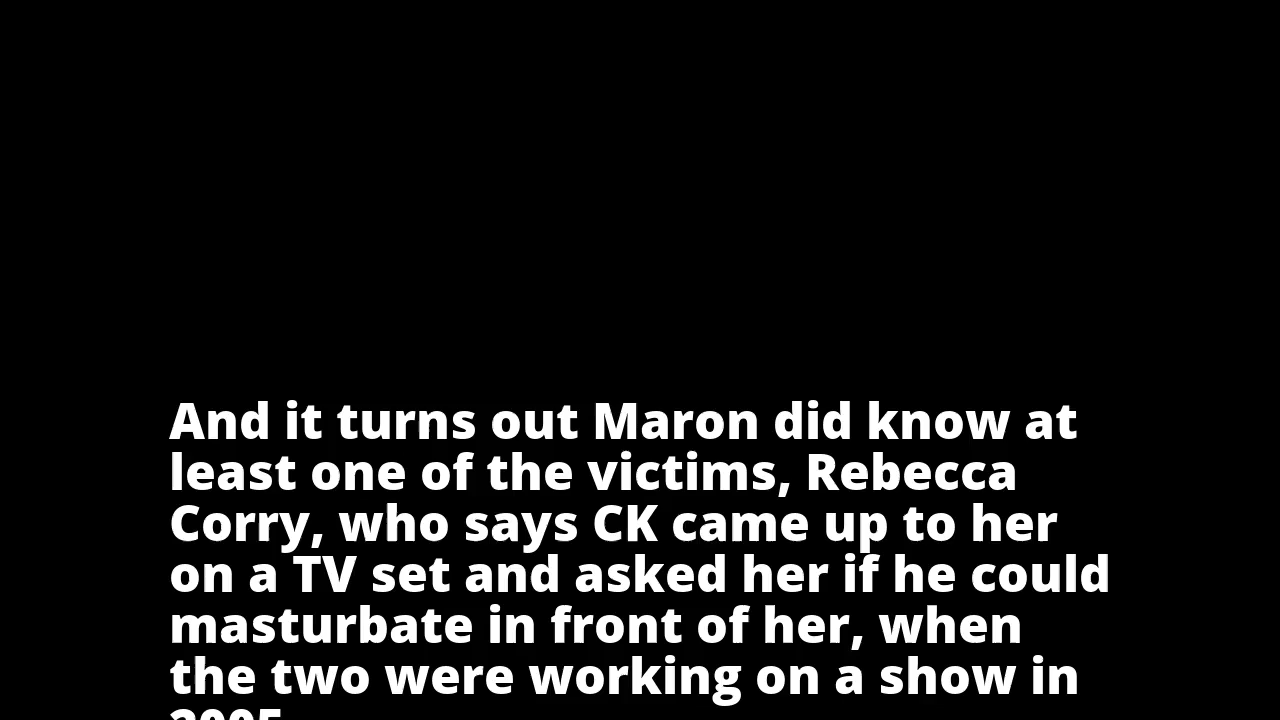 And it turns out Maron did know at
least one of the victims, Rebecca
Corry, who says CK came up to her
on a TV set and asked her if he could
masturbate in front of her, when
the two were working on a show in
2005